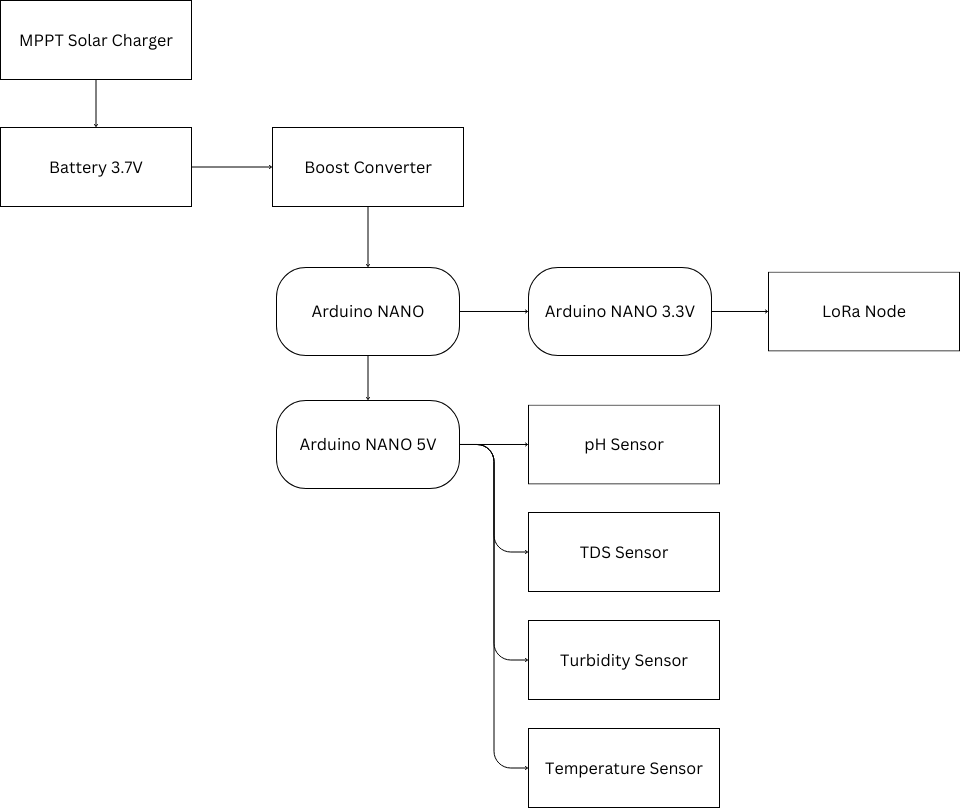 MPPT Solar Charger
Battery 3.7V
Boost Converter
Arduino NANO
Arduino NANO 3.3V
LoRa Node
Arduino NANO 5V
pH Sensor
TDS Sensor
Turbidity Sensor
Temperature Sensor